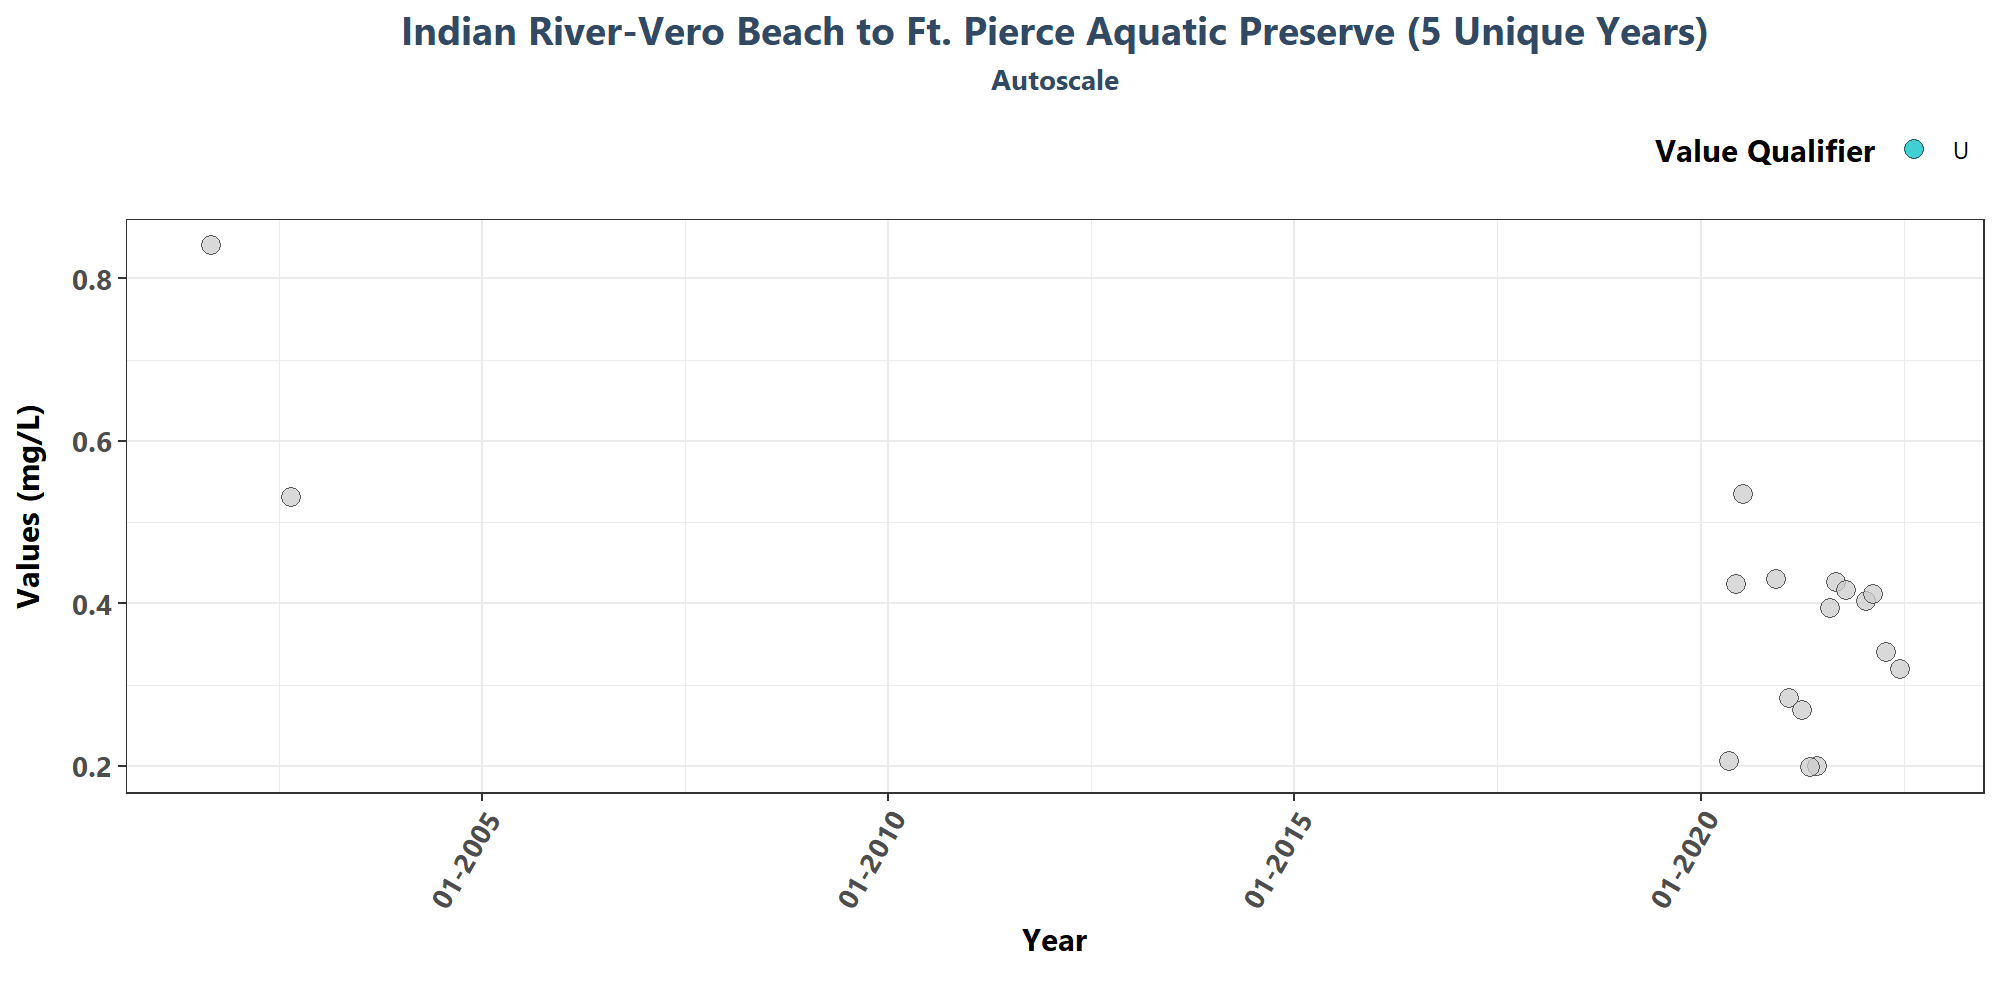 Indian River-Vero Beach to Ft. Pierce Aquatic Preserve (5 Unique Years)
Autoscale
Value Qualifier U
Values (mg/L)
0.8
0.6
0.4
0.2
01-2005 01-2010 01-2015 01-2020
Year